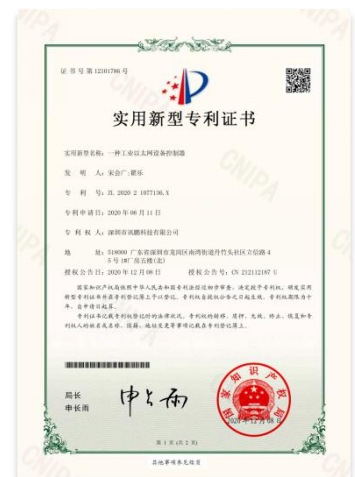 证书号第12101786号
实用新型专利证书
实用新型名称：一种工业以太网设备控制器
发 明 人：宋会广;瞿乐
专 利 号：ZL 2020 2 1077136.X
专利申请日：2020年06月11日
专 利 权 人：深圳市讯鹏科技有限公司
地 址：518000 广东省深圳市龙岗区南湾街道丹竹头社区立信路4
5号1#厂房五楼(北)
授权公告日：2020年12月08日 授权公告号：CN 212112167 U
国家知识产权局依照中华人民共和国专利法经过初步审查，决定授予专利权，颁发实用
新型专利证书并在专利登记簿上予以登记。专利权自授权公告之日起生效。专利权期限为十
年，自申请日起算。
专利证书记载专利权登记时的法律状况。专利权的转移、质押、无效、终止、恢复和专
利权人的姓名或名称、国籍、地址变更等事项记载在专利登记簿上。
局长
申长雨
申长雨
国家知识产权局
2020年12月08日
第 1 页 (共 2 页)
其他事项参见续页
CNIPA